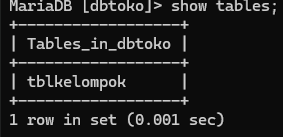 MariaDB [dbtoko]> show tables;
+------------------+
| Tables_in_dbtoko |
+------------------+
| tblkelompok      |
+------------------+
1 row in set (0.001 sec)